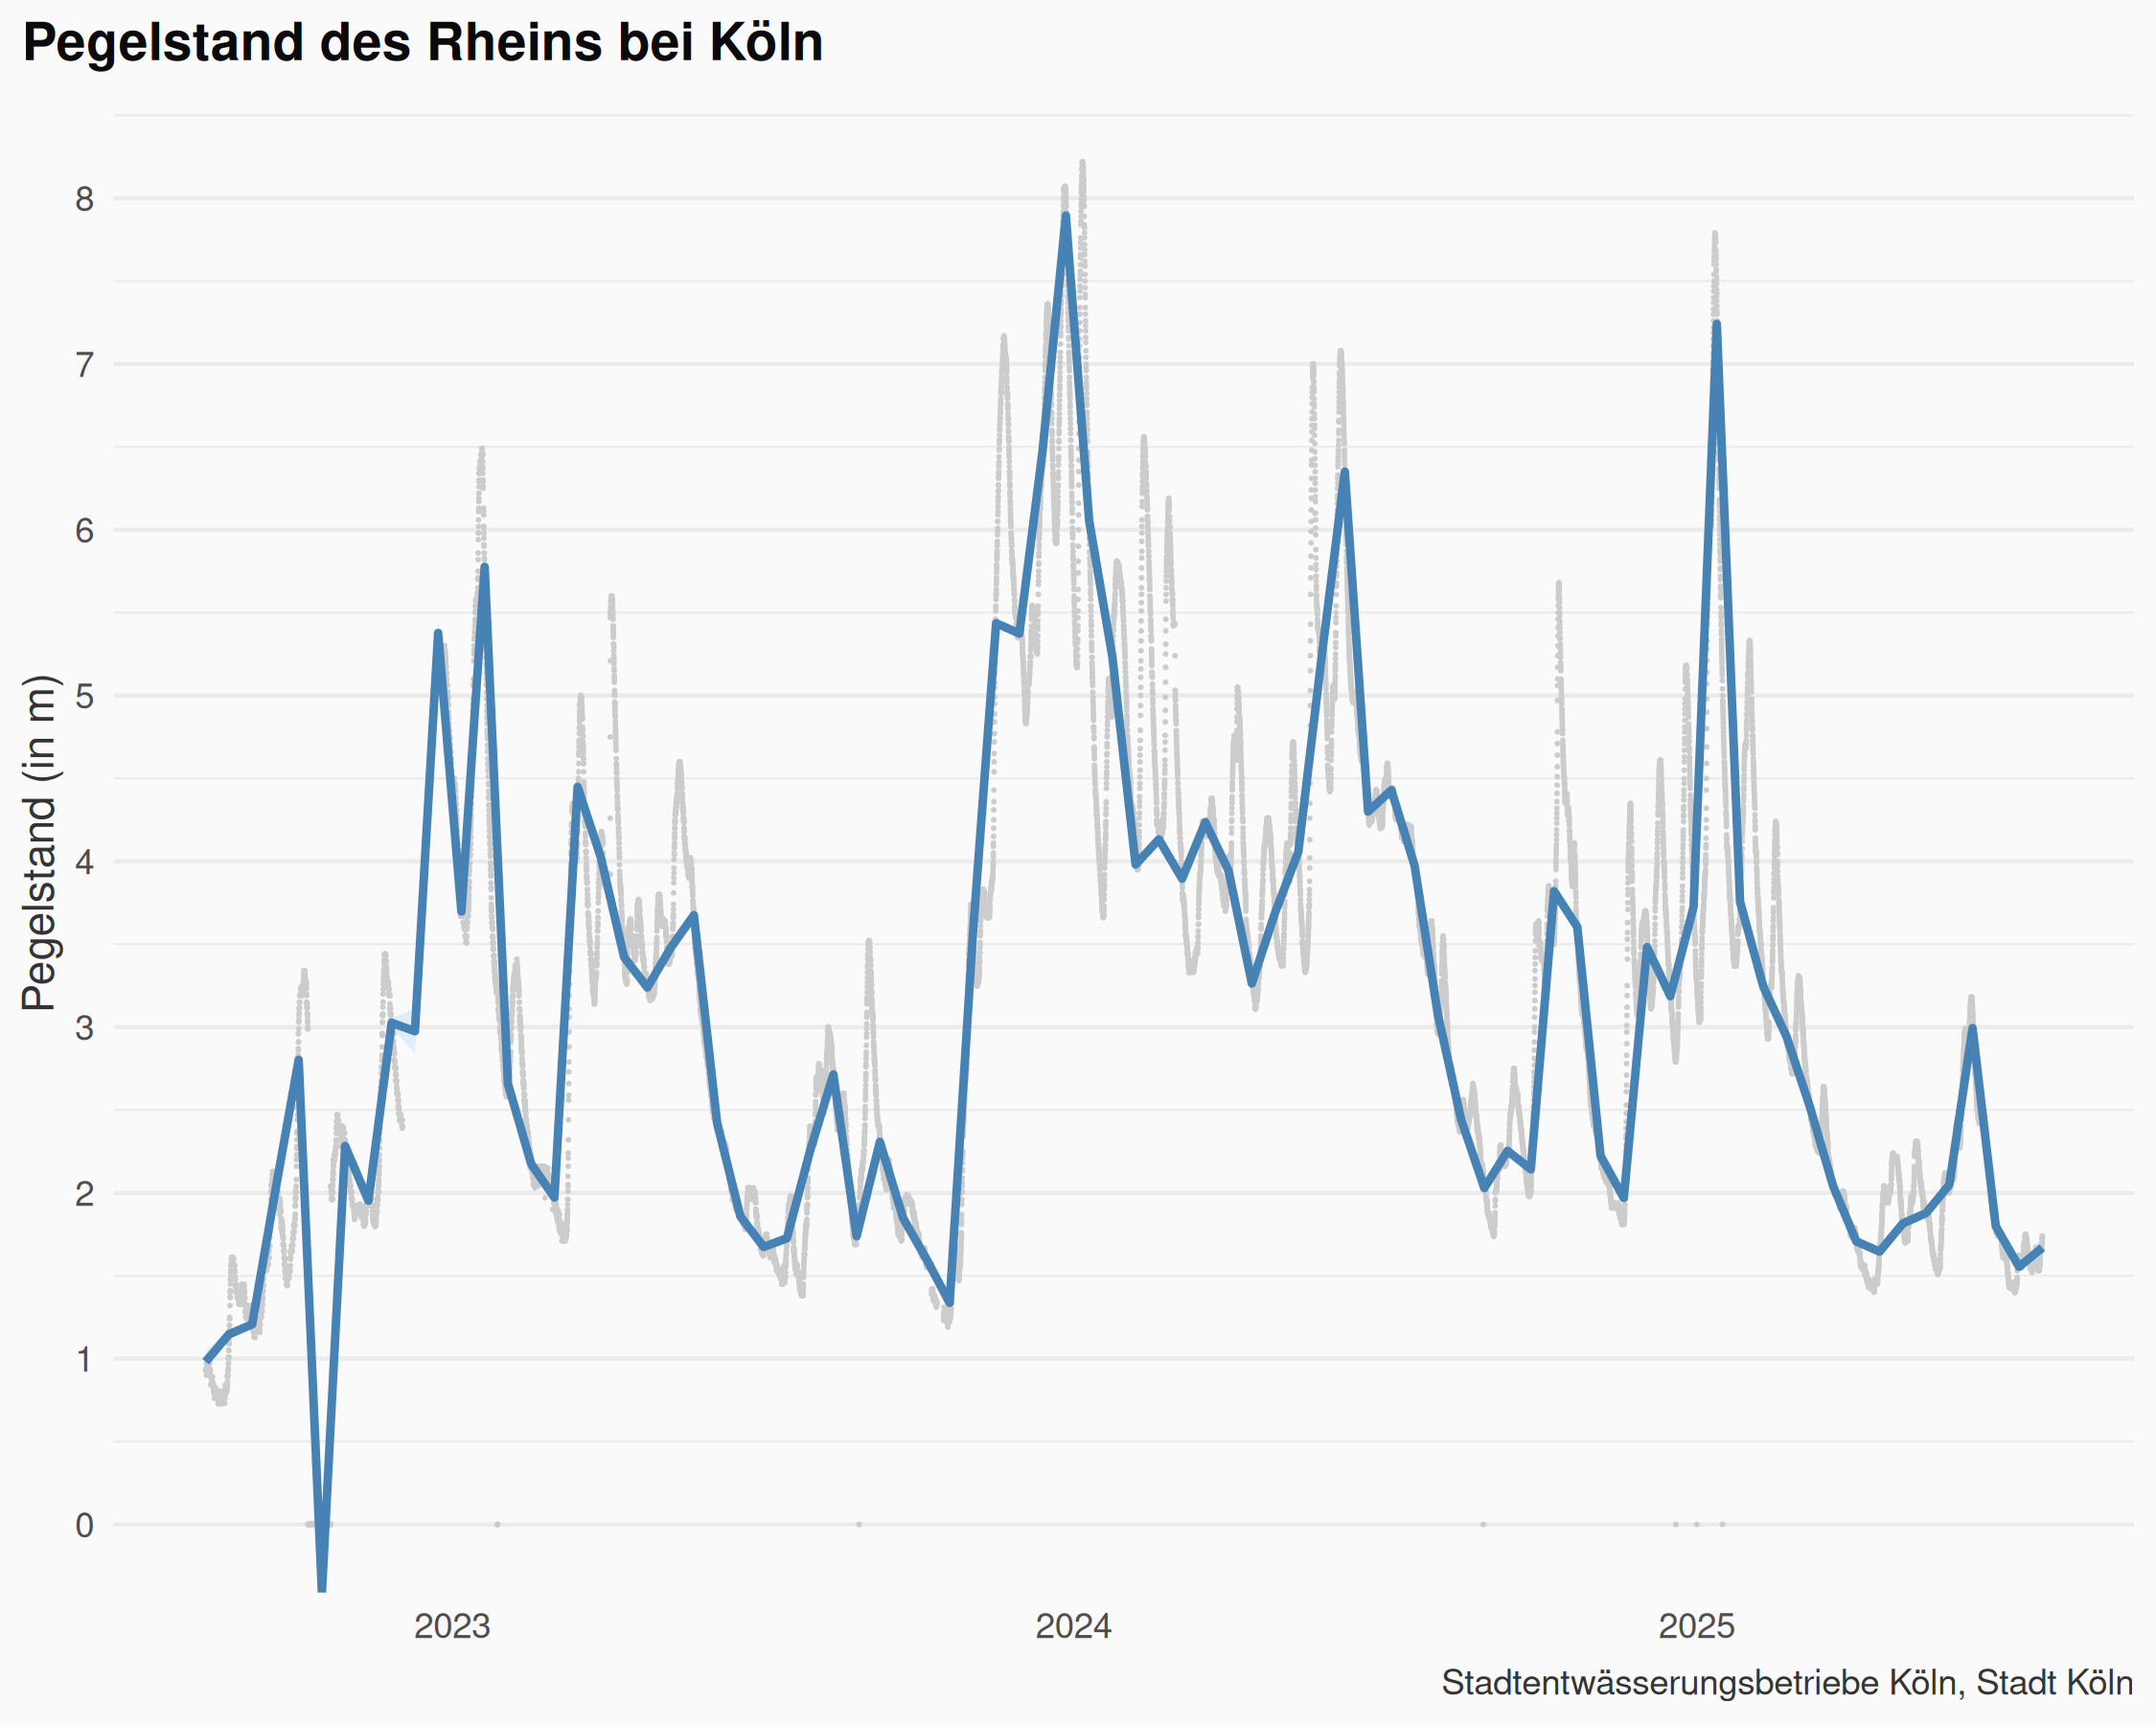 Pegelstand des Rheins bei Köln
Pegelstand (in m)
8
7
6
5
4
3
2
1
0
2023 2024 2025
Stadtentwässerungsbetriebe Köln, Stadt Köln